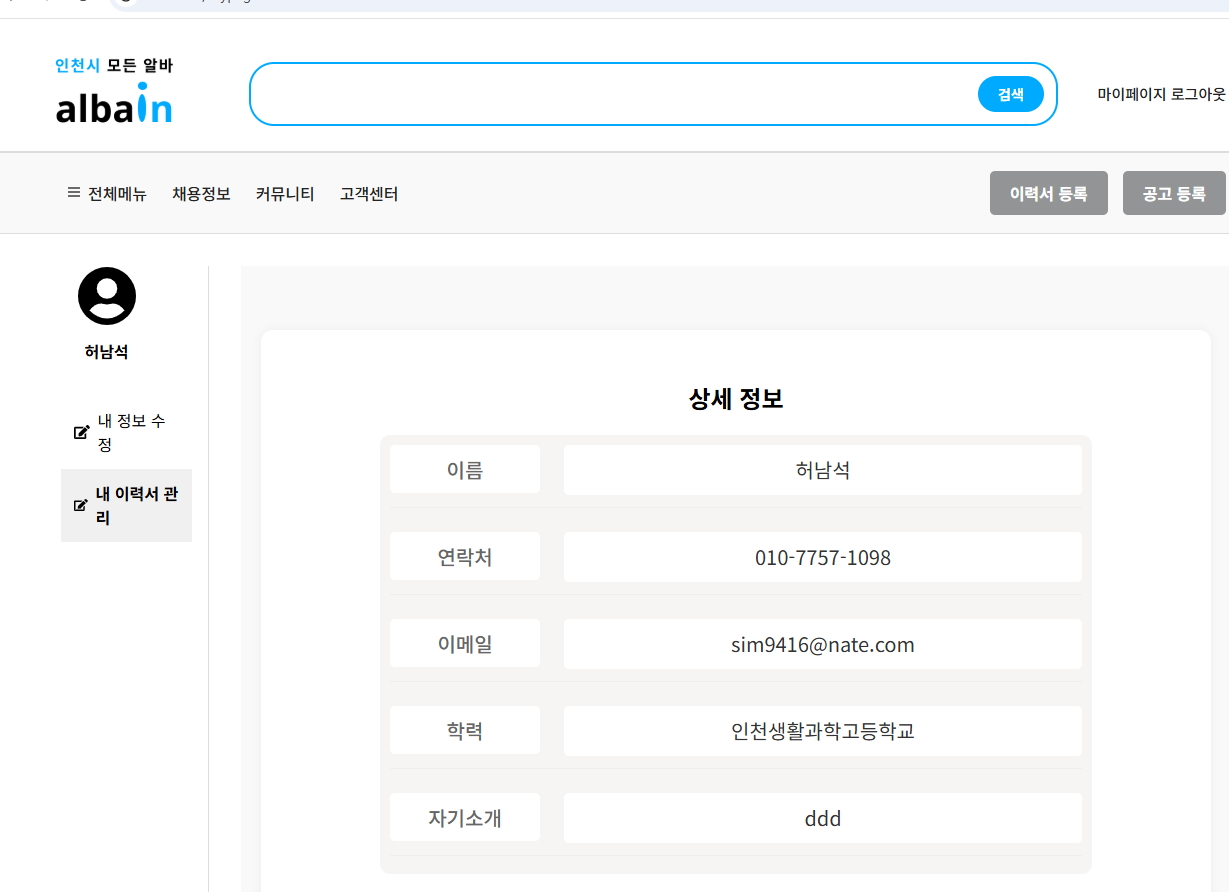 인천시 모든 알바
albain
검색
마이페이지 로그아웃
전체메뉴 채용정보 커뮤니티 고객센터
이력서 등록 공고 등록
허남석
내 정보 수
정
내 이력서 관
리
상세 정보
이름 허남석
연락처 010-7757-1098
이메일 sim9416@nate.com
학력 인천생활과학고등학교
자기소개 ddd